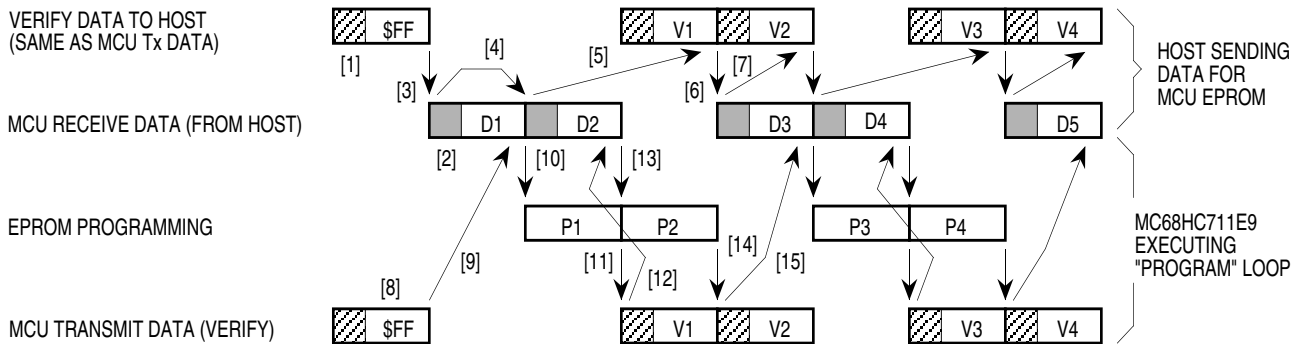 VERIFY DATA TO HOST
(SAME AS MCU Tx DATA)
$FF
V1
V2
V3
V4
[1]
[3]
[4]
[5]
[6]
[7]
HOST SENDING
DATA FOR
MCU EPROM
MCU RECEIVE DATA (FROM HOST)
D1
D2
D3
D4
D5
[2]
[10]
[13]
EPROM PROGRAMMING
P1
P2
P3
P4
MC68HC711E9
EXECUTING
"PROGRAM" LOOP
[8]
[9]
[11]
[12]
[14]
[15]
MCU TRANSMIT DATA (VERIFY)
$FF
V1
V2
V3
V4